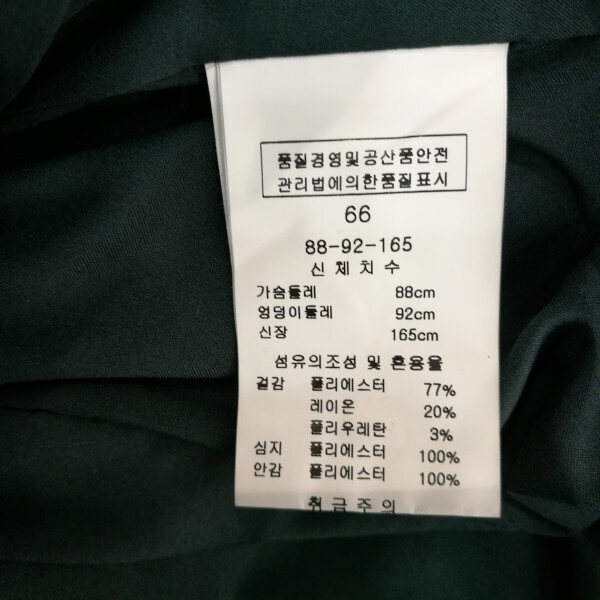 품질경영및공산품안전
관리법에의한품질표시
66
88-92-165
신체치수
가슴둘레 88cm
엉덩이둘레 92cm
신장 165cm
섬유의조성 및 혼용율
겉감 폴리에스터 77%
레이온 20%
폴리우레탄 3%
심지 폴리에스터 100%
안감 폴리에스터 100%
취급주의